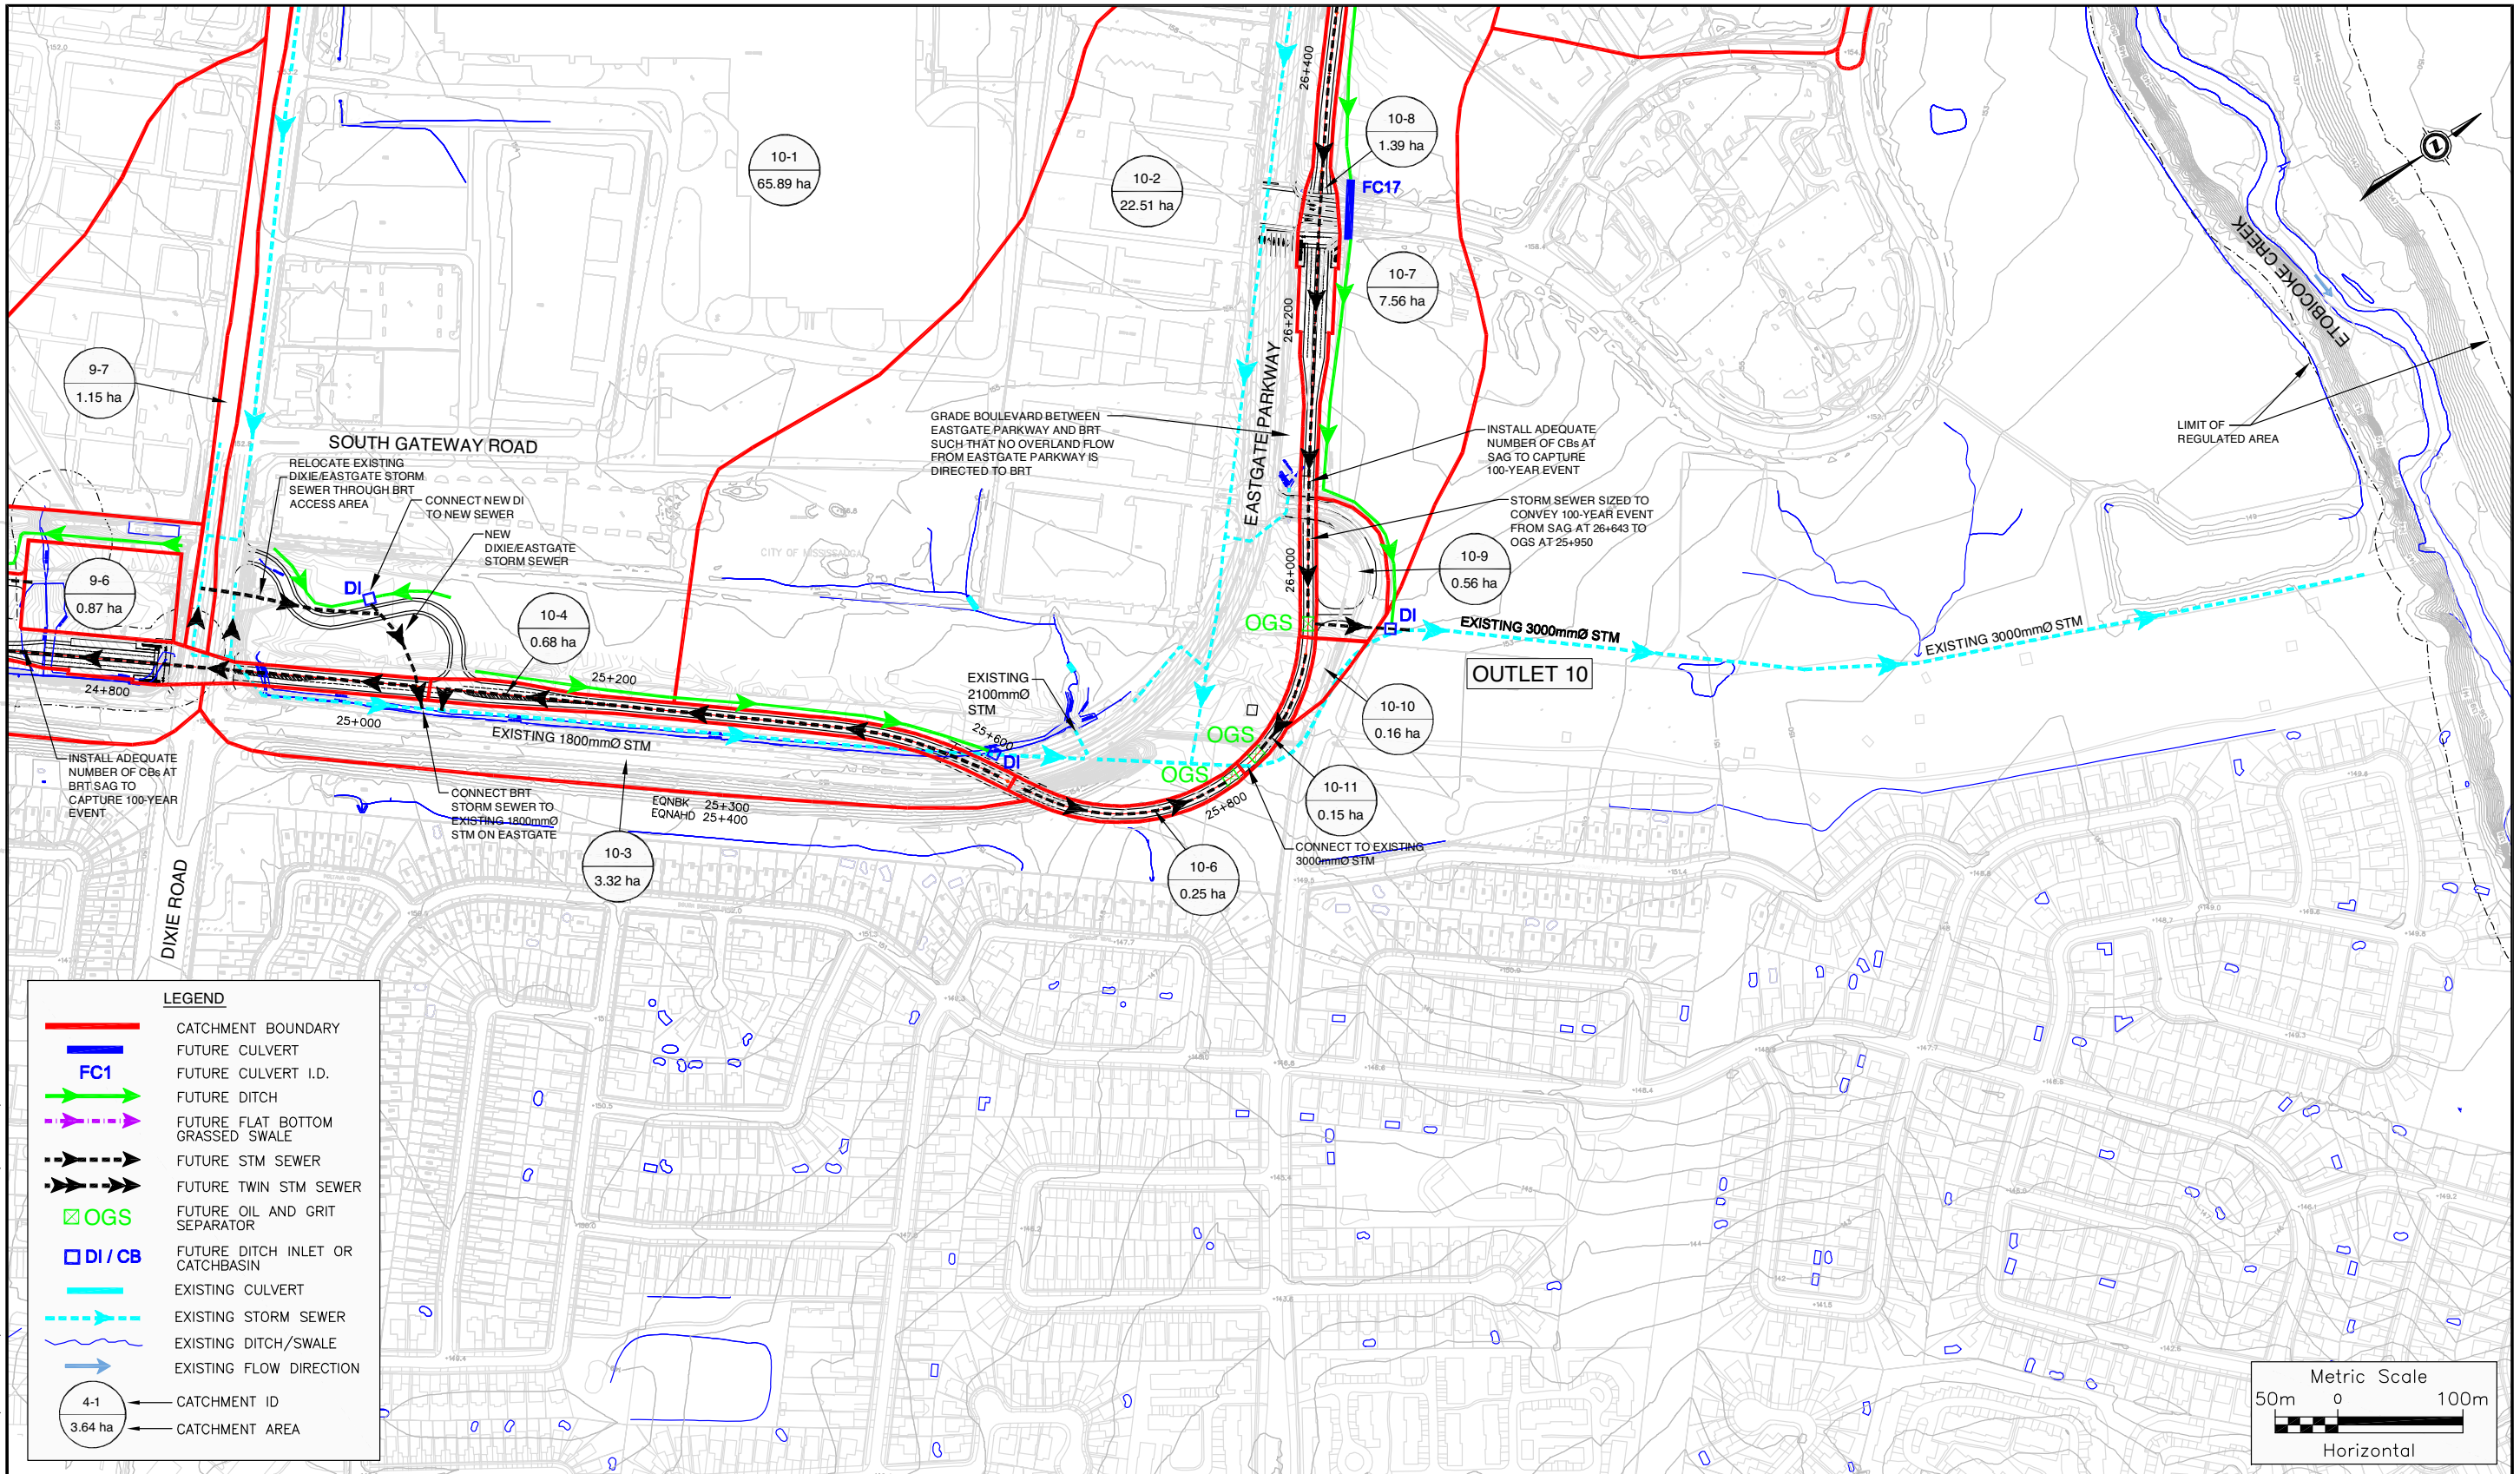 10-1
65.89 ha
10-2
22.51 ha
26+400
10-8
1.39 ha
FC17
10-7
7.56 ha
26+200
EASTGATE PARKWAY
ETOBICOKE CREEK
LIMIT OF
REGULATED AREA
9-7
1.15 ha
SOUTH GATEWAY ROAD
RELOCATE EXISTING
DIXIE/EASTGATE STORM
SEWER THROUGH BRT
ACCESS AREA
CONNECT NEW DI
TO NEW SEWER
NEW
DIXIE/EASTGATE
STORM SEWER
GRADE BOULEVARD BETWEEN
EASTGATE PARKWAY AND BRT
SUCH THAT NO OVERLAND FLOW
FROM EASTGATE PARKWAY IS
DIRECTED TO BRT
INSTALL ADEQUATE
NUMBER OF CBs AT
SAG TO CAPTURE
100-YEAR EVENT
STORM SEWER SIZED TO
CONVEY 100-YEAR EVENT
FROM SAG AT 26+643 TO
OGS AT 25+950
CITY OF MISSISSAUGA
9-6
0.87 ha
DI
10-4
0.68 ha
26+000
10-9
0.56 ha
OGS
DI
EXISTING 3000mmØ STM
EXISTING 3000mmØ STM
OUTLET 10
24+800
25+000
25+200
EXISTING 1800mmØ STM
EXISTING
2100mmØ
STM
25+600
DI
OGS
OGS
10-10
0.16 ha
10-11
0.15 ha
25+800
INSTALL ADEQUATE
NUMBER OF CBs AT
BRT SAG TO
CAPTURE 100-YEAR
EVENT
CONNECT BRT
STORM SEWER TO
EXISTING 1800mmØ
STM ON EASTGATE
EQNBK 25+300
EQNAHD 25+400
10-3
3.32 ha
10-6
0.25 ha
CONNECT TO EXISTING
3000mmØ STM
DIXIE ROAD
LEGEND
CATCHMENT BOUNDARY
FUTURE CULVERT
FC1 FUTURE CULVERT I.D.
FUTURE DITCH
FUTURE FLAT BOTTOM
GRASSED SWALE
FUTURE STM SEWER
FUTURE TWIN STM SEWER
OGS FUTURE OIL AND GRIT
SEPARATOR
DI / CB FUTURE DITCH INLET OR
CATCHBASIN
EXISTING CULVERT
EXISTING STORM SEWER
EXISTING DITCH/SWALE
EXISTING FLOW DIRECTION
4-1 CATCHMENT ID
3.64 ha CATCHMENT AREA
Metric Scale
50m 0 100m
Horizontal